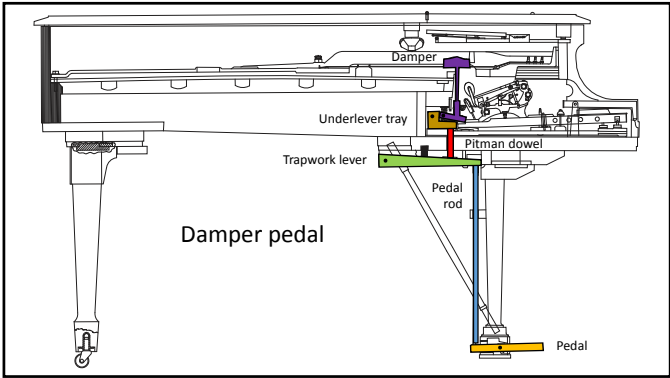 Damper
Underlever tray
Pitman dowel
Trapwork lever
Pedal
rod
Damper pedal
Pedal